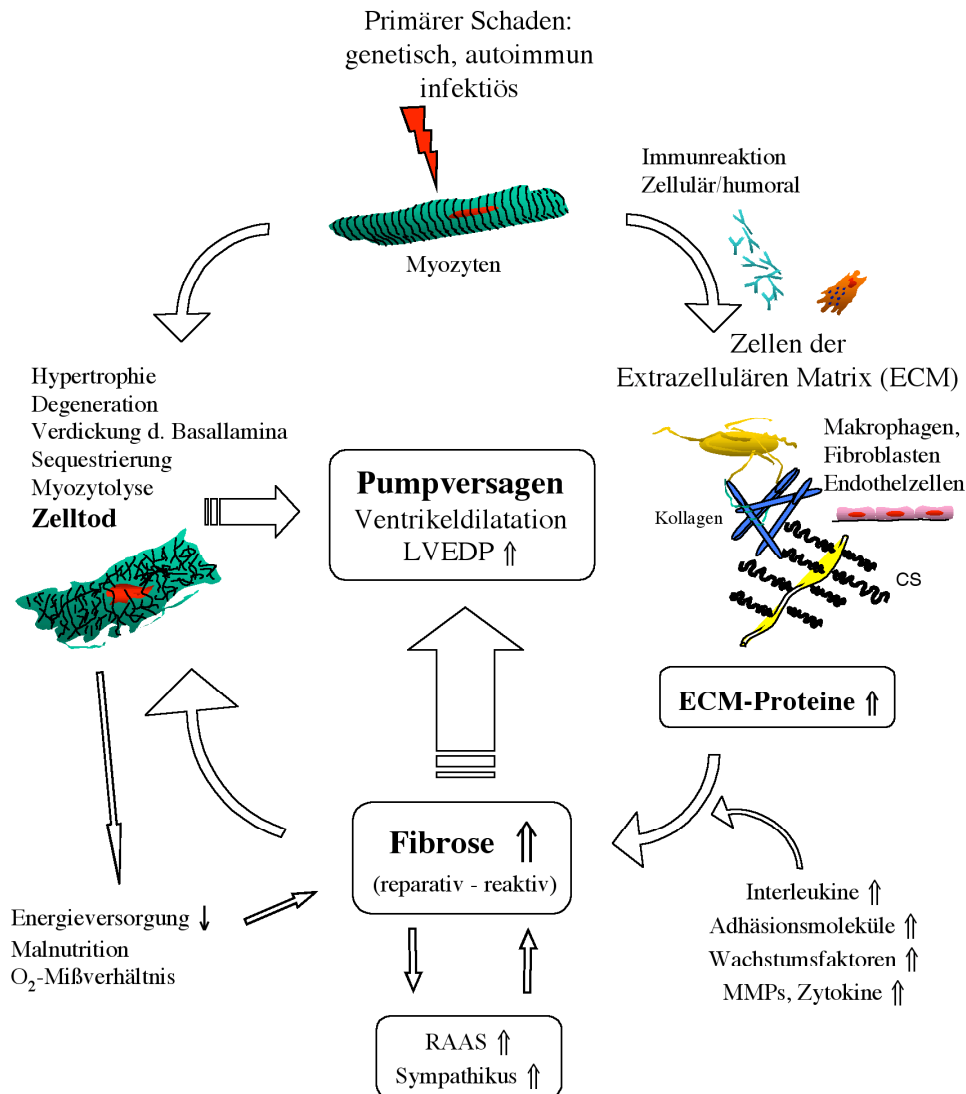 Primärer Schaden:
genetisch, autoimmun
infektiös
Immunreaktion
Zellulär/humoral
Myozyten
Zellen der
Extrazellulären Matrix (ECM)
Hypertrophie
Degeneration
Verdickung d. Basallamina
Sequestrierung
Myozytolyse
Zelltod
Pumpversagen
Ventrikeldilatation
LVEDP ⇑
Makrophagen,
Fibroblasten
Endothelzellen
Kollagen
CS
ECM-Proteine ⇑
Fibrose ⇑
(reparativ - reaktiv)
Energieversorgung ↓
Malnutrition
O₂-Mißverhältnis
Interleukine ⇑
Adhäsionsmoleküle ⇑
Wachstumsfaktoren ⇑
MMPs, Zytokine ⇑
RAAS ⇑
Sympathikus ⇑